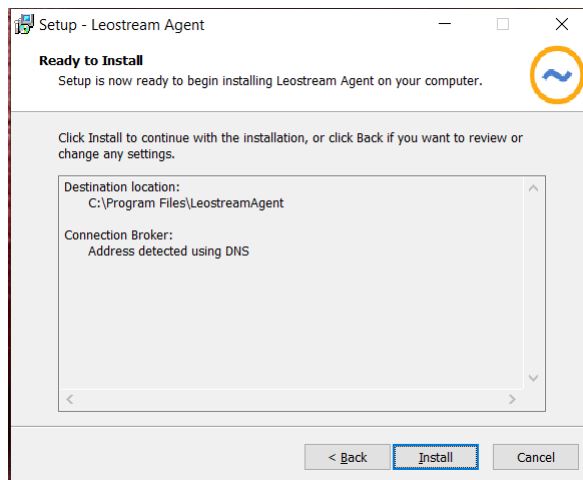 Setup - Leostream Agent
Ready to Install
Setup is now ready to begin installing Leostream Agent on your computer.
Click Install to continue with the installation, or click Back if you want to review or
change any settings.
Destination location:
C:\Program Files\LeostreamAgent
Connection Broker:
Address detected using DNS
< Back
Install
Cancel